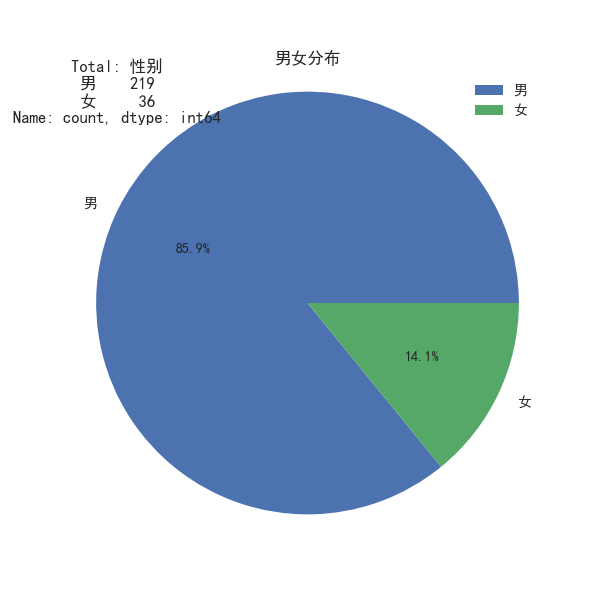 男女分布
Total: 性别
男    219
女     36
Name: count, dtype: int64
男
女
男
85.9%
14.1%
女